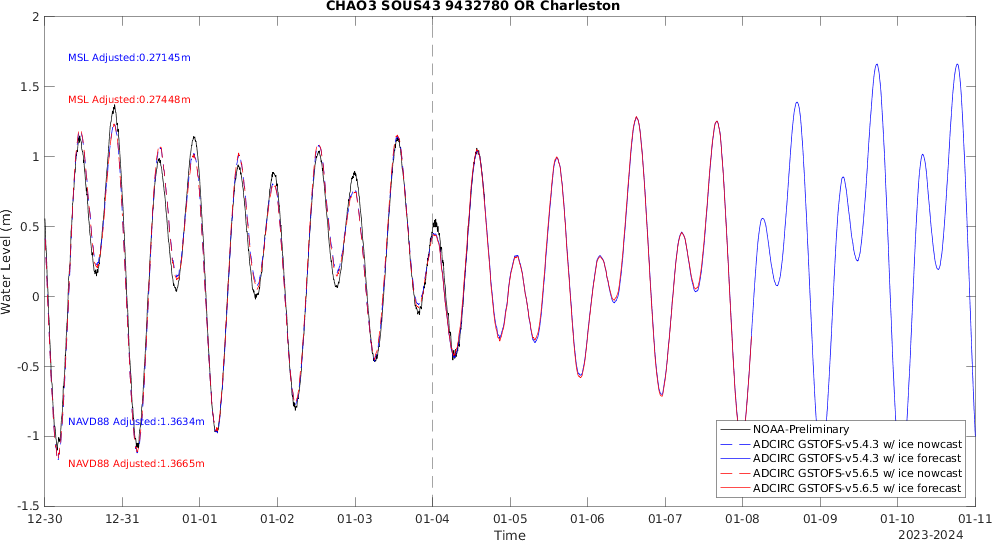 CHAO3 SOUS43 9432780 OR Charleston
2
1.5
1
0.5
0
-0.5
-1
-1.5
Water Level (m)
MSL Adjusted:0.27145m
MSL Adjusted:0.27448m
NAVD88 Adjusted:1.3634m
NAVD88 Adjusted:1.3665m
NOAA-Preliminary
ADCIRC GSTOFS-v5.4.3 w/ ice nowcast
ADCIRC GSTOFS-v5.4.3 w/ ice forecast
ADCIRC GSTOFS-v5.6.5 w/ ice nowcast
ADCIRC GSTOFS-v5.6.5 w/ ice forecast
12-30 12-31 01-01 01-02 01-03 01-04 01-05 01-06 01-07 01-08 01-09 01-10 01-11
Time
2023-2024